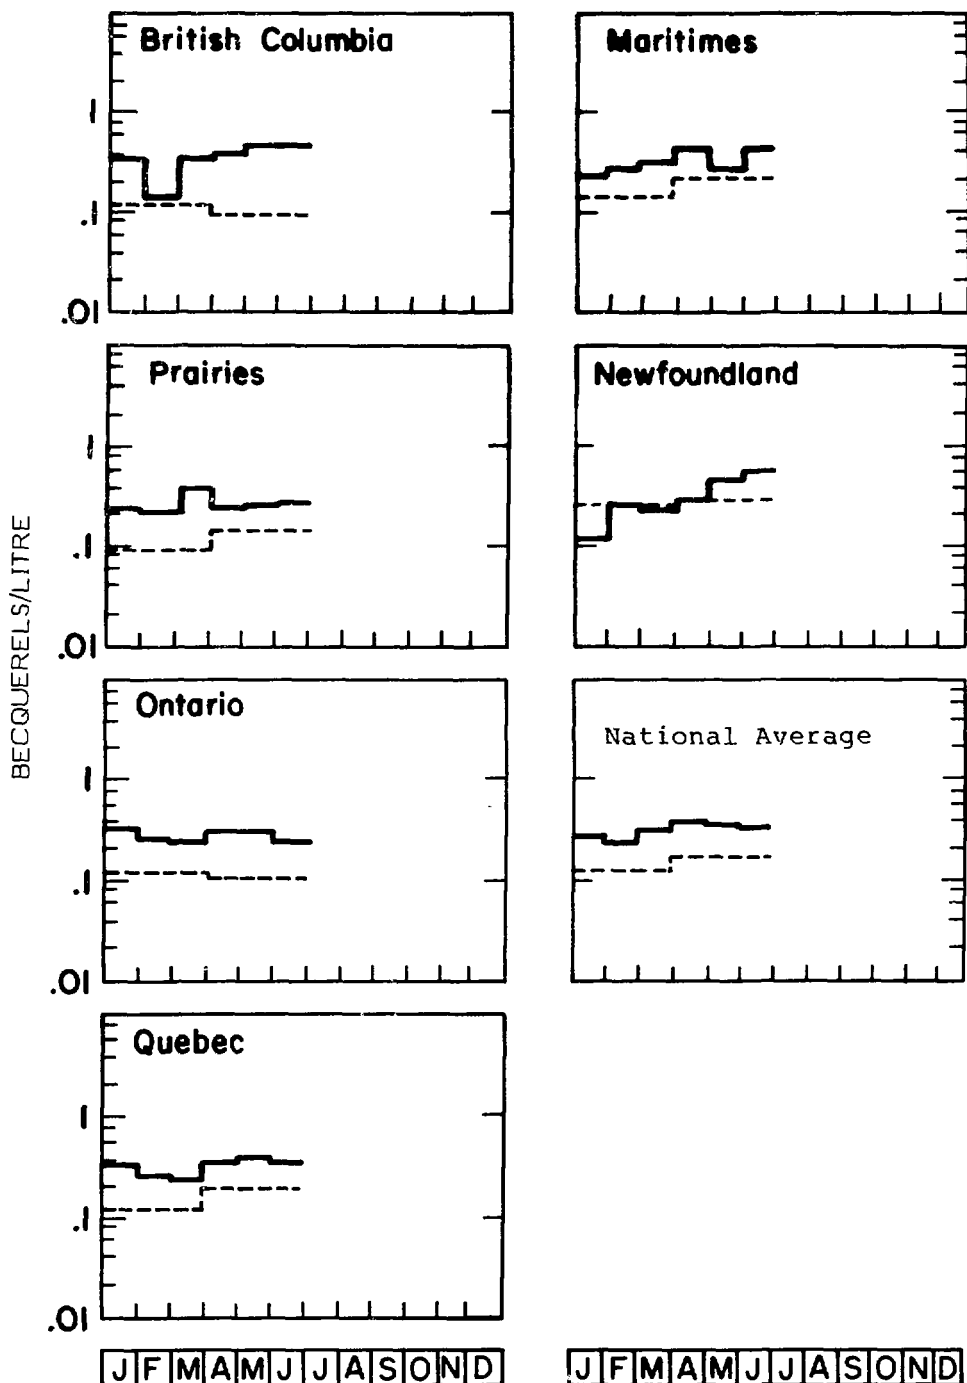 British Columbia
1
.1
.01
Maritimes
Prairies
1
.1
.01
Newfoundland
BECQUERELS/LITRE
Ontario
1
.1
.01
National Average
Quebec
1
.1
.01
J F M A M J J A S O N D
J F M A M J J A S O N D